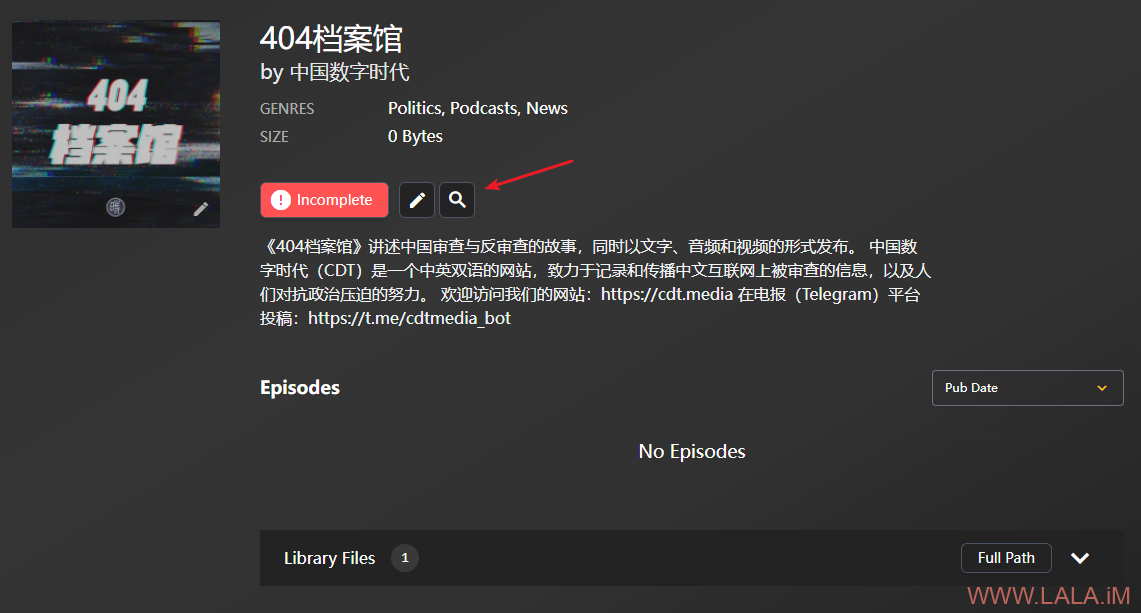 404
档案馆
404档案馆
by 中国数字时代
GENRES Politics, Podcasts, News
SIZE 0 Bytes
! Incomplete
《404档案馆》讲述中国审查与反审查的故事，同时以文字、音频和视频的形式发布。 中国数
字时代（CDT）是一个中英双语的网站，致力于记录和传播中文互联网上被审查的信息，以及人
们对抗政治压迫的努力。 欢迎访问我们的网站：https://cdt.media 在电报（Telegram）平台
投稿：https://t.me/cdtmedia_bot
Episodes
Pub Date
No Episodes
Library Files 1
Full Path
WWW.LALA.iM